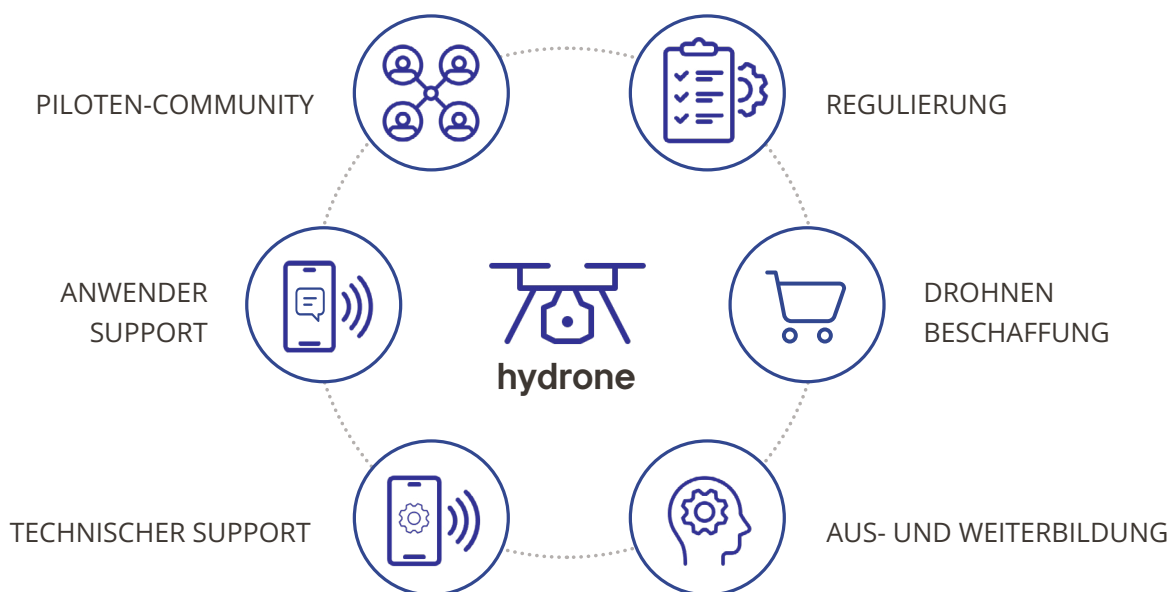 PILOTEN-COMMUNITY
REGULIERUNG
ANWENDER
SUPPORT
hydrone
DROHNEN
BESCHAFFUNG
TECHNISCHER SUPPORT
AUS- UND WEITERBILDUNG